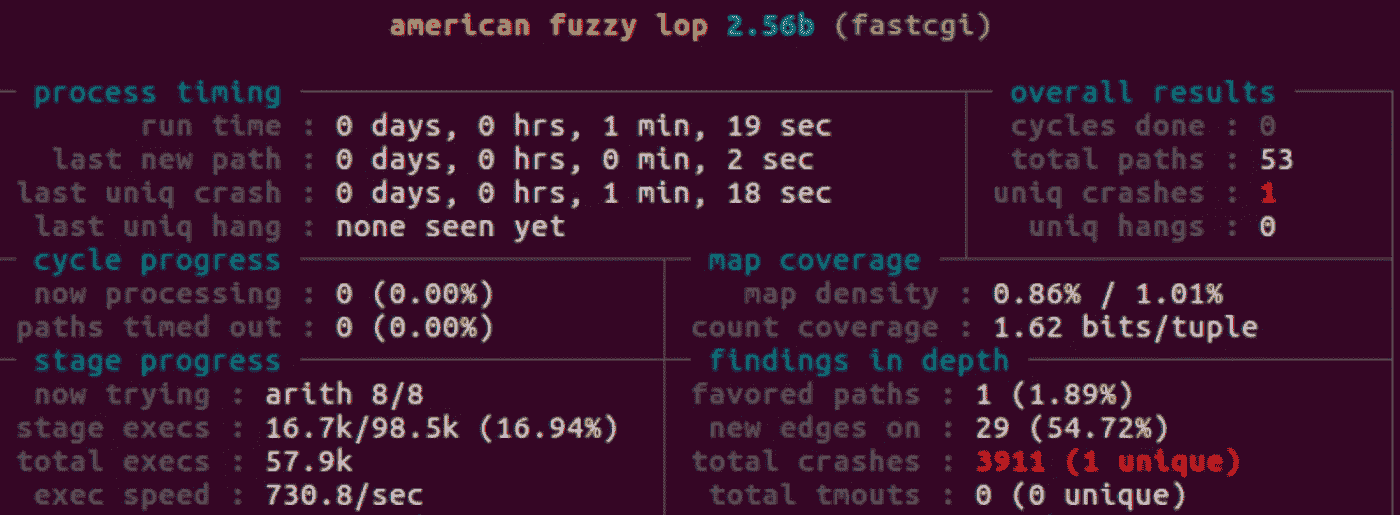 american fuzzy lop 2.56b (fastcgi)
process timing overall results
run time : 0 days, 0 hrs, 1 min, 19 sec cycles done : 0
last new path : 0 days, 0 hrs, 0 min, 2 sec total paths : 53
last uniq crash : 0 days, 0 hrs, 1 min, 18 sec uniq crashes : 1
last uniq hang : none seen yet uniq hangs : 0
cycle progress map coverage
now processing : 0 (0.00%) map density : 0.86% / 1.01%
paths timed out : 0 (0.00%) count coverage : 1.62 bits/tuple
stage progress findings in depth
now trying : arith 8/8 favored paths : 1 (1.89%)
stage execs : 16.7k/98.5k (16.94%) new edges on : 29 (54.72%)
total execs : 57.9k total crashes : 3911 (1 unique)
exec speed : 730.8/sec total tmouts : 0 (0 unique)